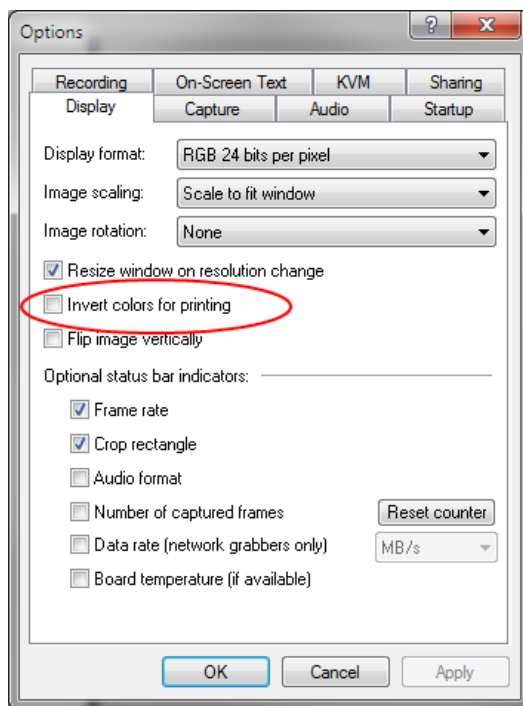 Options
Recording On-Screen Text KVM Sharing
Display Capture Audio Startup
Display format: RGB 24 bits per pixel
Image scaling: Scale to fit window
Image rotation: None
Resize window on resolution change
Invert colors for printing
Flip image vertically
Optional status bar indicators:
Frame rate
Crop rectangle
Audio format
Number of captured frames Reset counter
Data rate (network grabbers only) MB/s
Board temperature (if available)
OK Cancel Apply